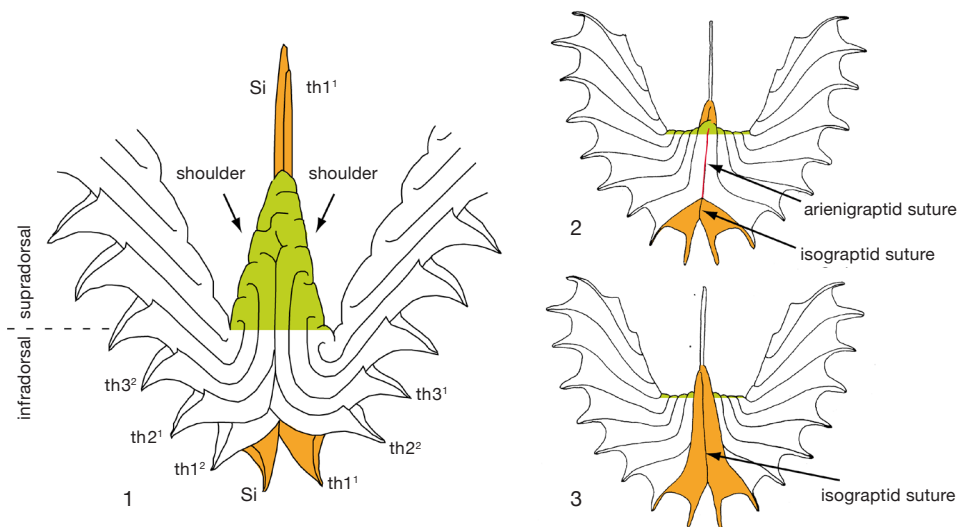 Si
th1¹
shoulder
shoulder
supradorsal
infradorsal
th3²
th3¹
th2¹
th2²
th1²
th1¹
Si
1
arienigraptid suture
2
isograptid suture
3
isograptid suture